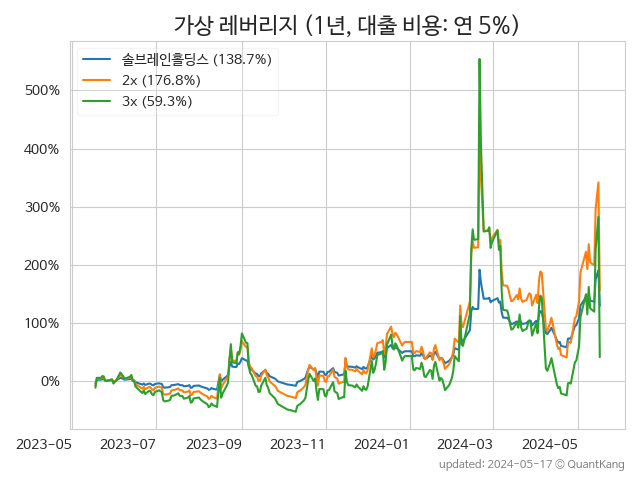 가상 레버리지 (1년, 대출 비용: 연 5%)
솔브레인홀딩스 (138.7%)
2x (176.8%)
3x (59.3%)
500%
400%
300%
200%
100%
0%
2023-05 2023-07 2023-09 2023-11 2024-01 2024-03 2024-05
updated: 2024-05-17 © QuantKang